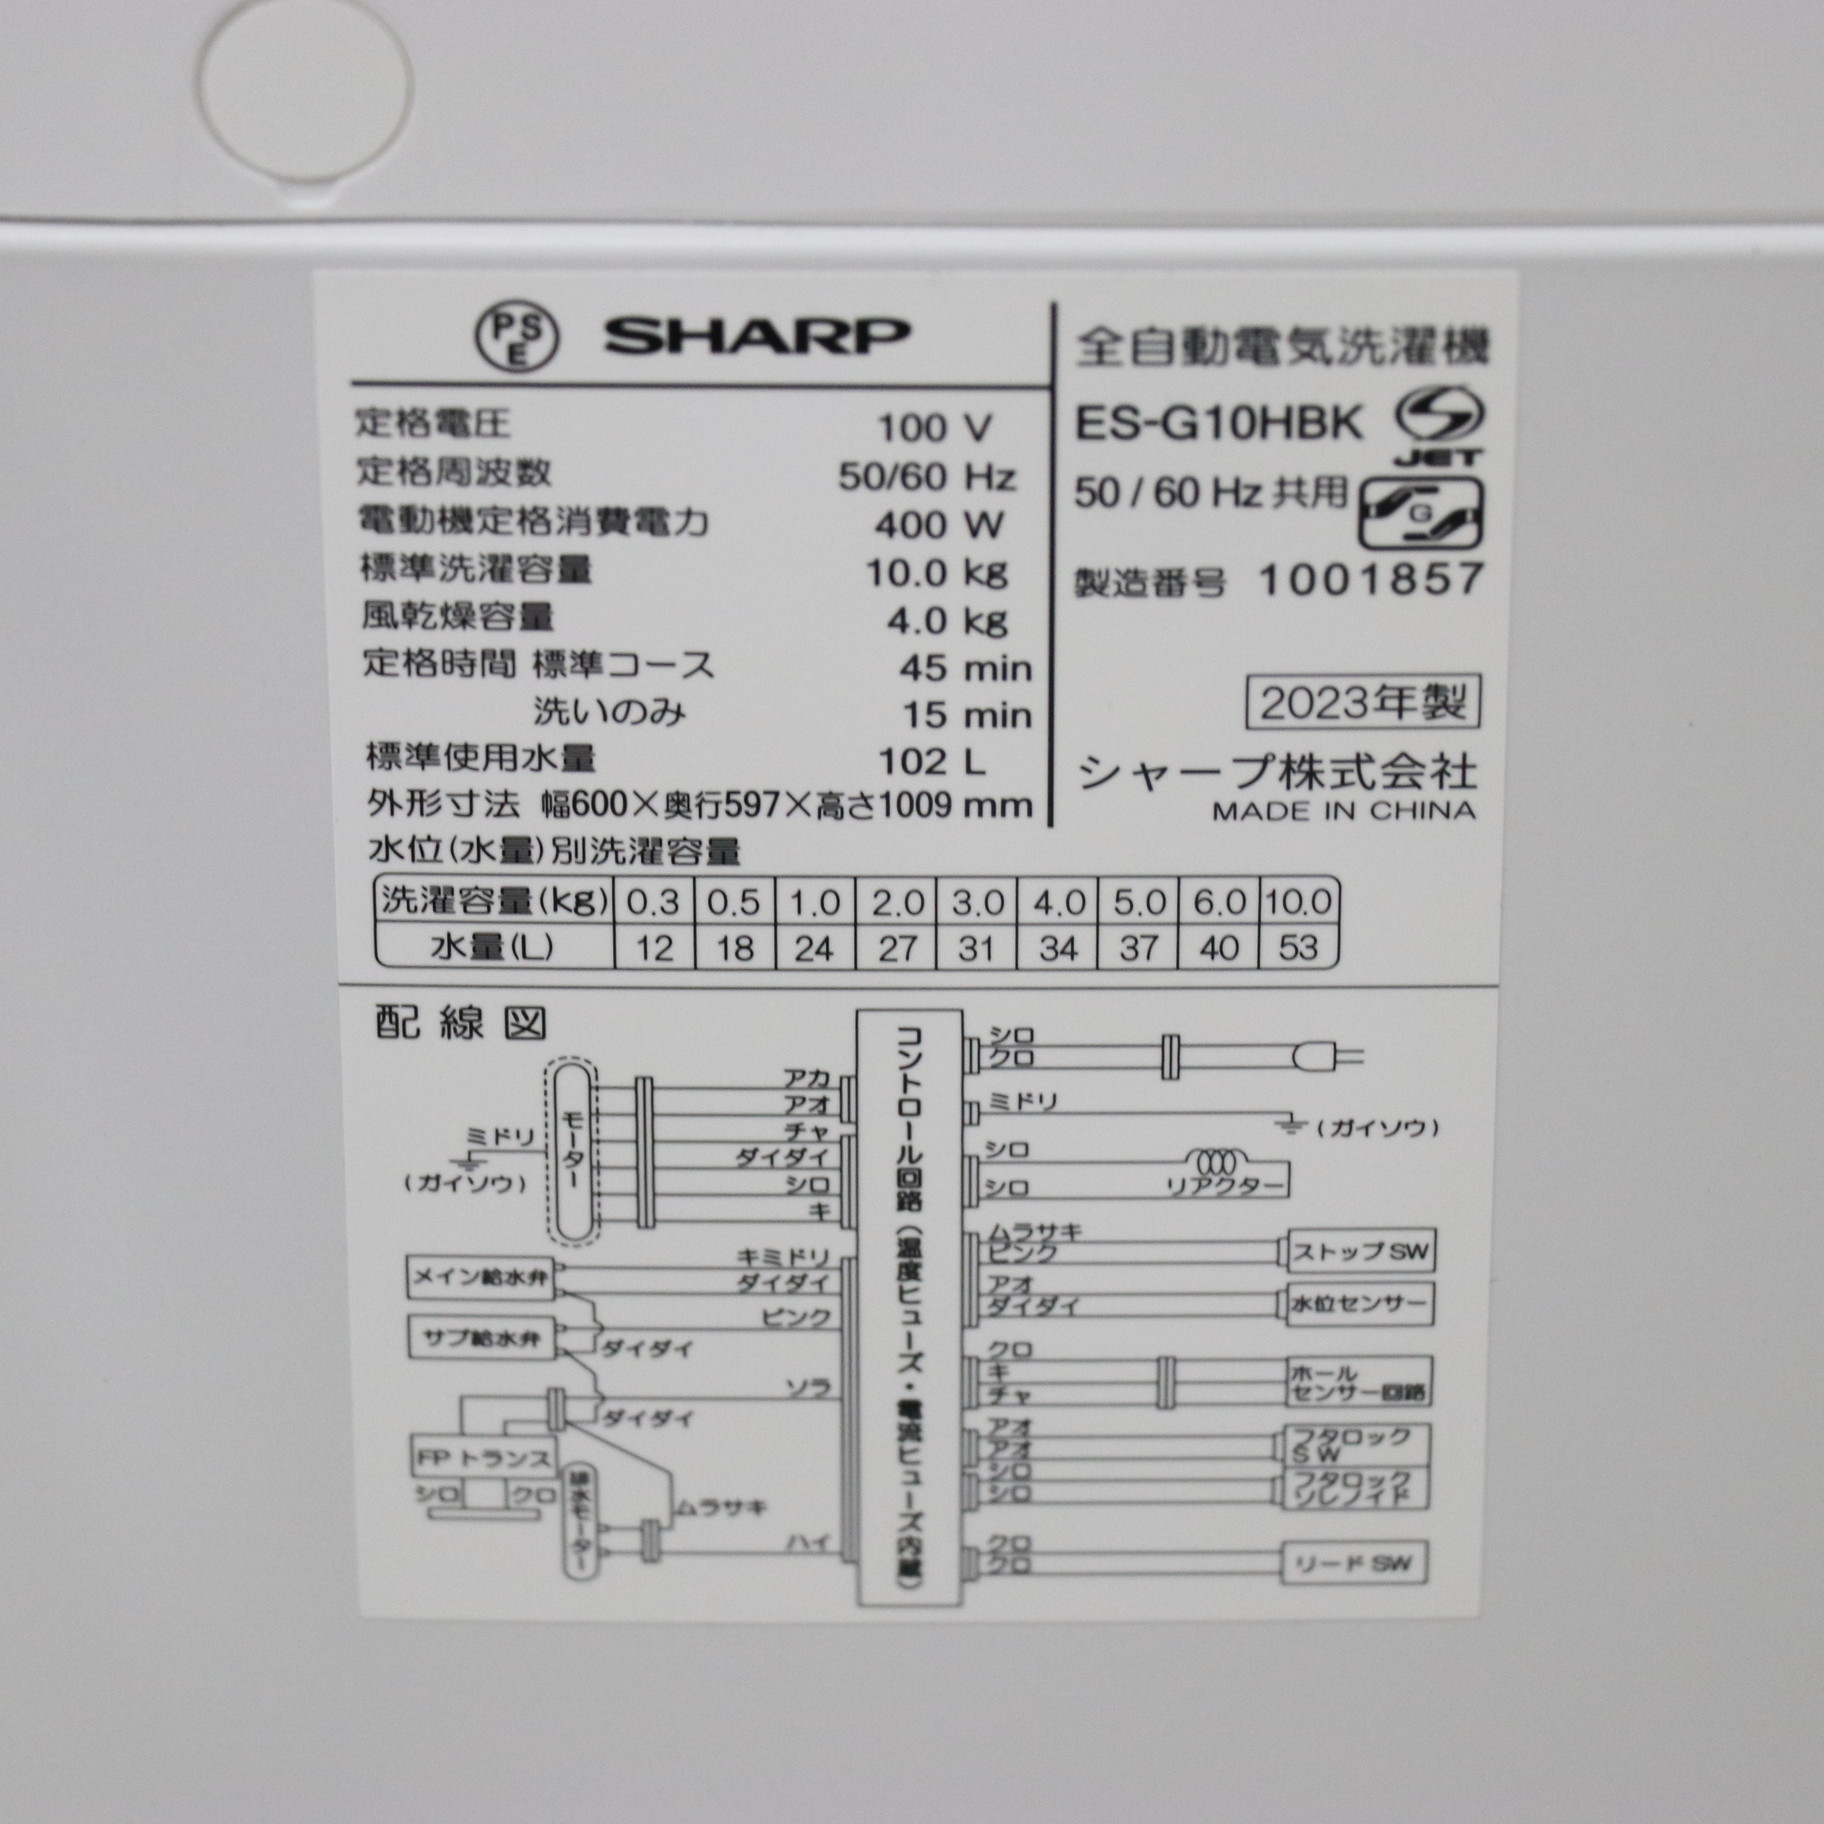 PSE SHARP
定格電圧 100 V
定格周波数 50/60 Hz
電動機定格消費電力 400 W
標準洗濯容量 10.0 kg
風乾燥容量 4.0 kg
定格時間 標準コース 45 min
洗いのみ 15 min
標準使用水量 102 L
外形寸法 幅600×奥行597×高さ1009 mm
全自動電気洗濯機
ES-G10HBK
JET
50 / 60 Hz 共用
G
製造番号 1001857
2023年製
シャープ株式会社
MADE IN CHINA
水位(水量)別洗濯容量
洗濯容量(kg) 0.3 0.5 1.0 2.0 3.0 4.0 5.0 6.0 10.0
水量(L) 12 18 24 27 31 34 37 40 53
配線図
モーター
ミドリ
(ガイソウ)
アカ
アオ
チャ
ダイダイ
シロ
キ
メイン給水弁
キミドリ
ダイダイ
サブ給水弁
ピンク
ダイダイ
ソラ
ダイダイ
FPトランス
シロ クロ
排水モーター
ムラサキ
ハイ
コントロール回路(温度ヒューズ・電流ヒューズ内蔵)
シロ
クロ
ミドリ
(ガイソウ)
シロ
シロ
リアクター
ムラサキ
ピンク
ストップSW
アオ
ダイダイ
水位センサー
クロ
キ
チャ
ホール
センサー回路
アオ
アオ
フタロック
SW
シロ
シロ
フタロック
ソレノイド
クロ
クロ
リードSW